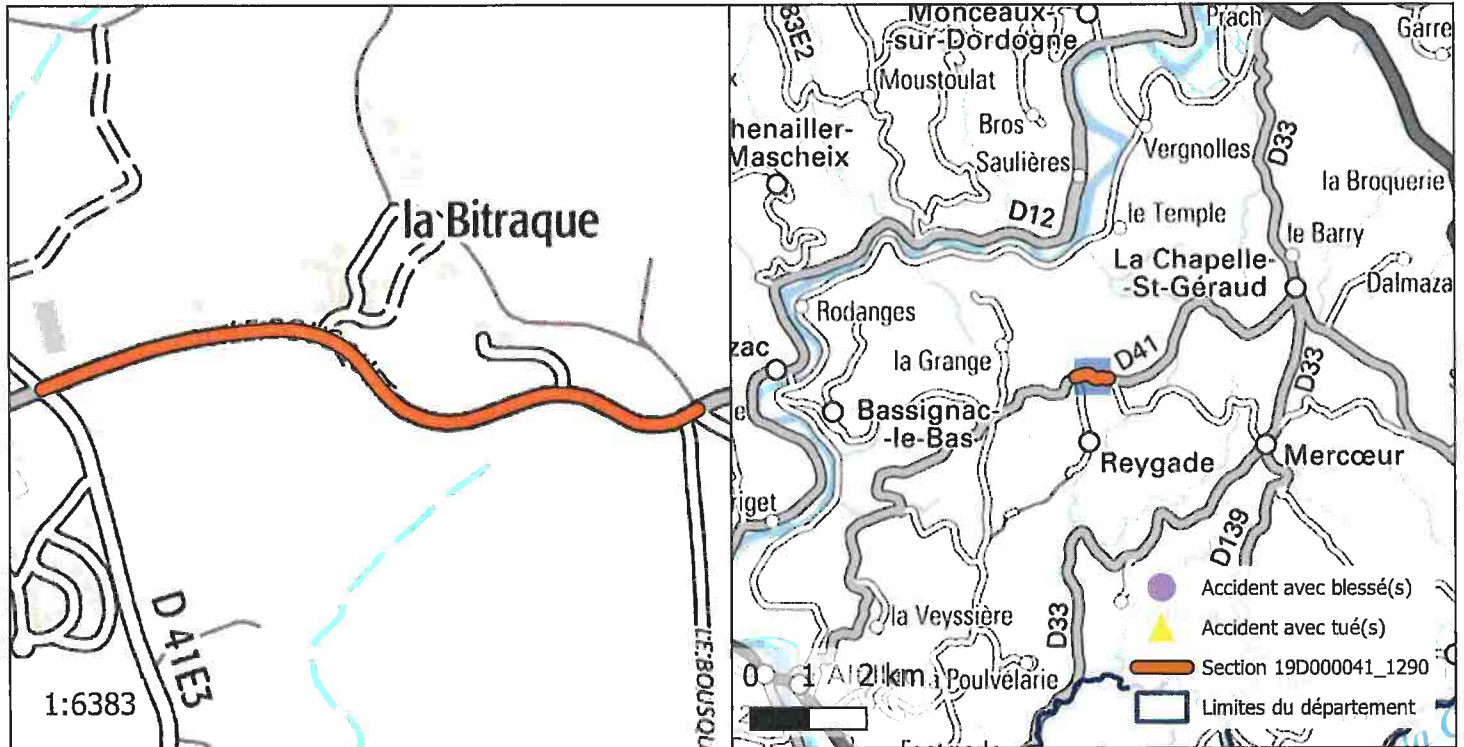 la Bitraque
D 41E3
1:6383
LE:BOUSQU
83E2
Monceaux-
-sur-Dordogne
Prach
Garre
Moustoulat
Bros
henailler-
Mascheix
Saulières
Vergnolles
D33
la Broquerie
D12
le Temple
le Barry
La Chapelle-
-St-Géraud
Dalmaza
Rodanges
zac
la Grange
D41
D33
Bassignac-
-le-Bas
Reygade
Mercœur
riget
D139
la Veyssière
D33
Poulvélarie
0 1 2 km
Accident avec blessé(s)
Accident avec tué(s)
Section 19D000041_1290
Limites du département